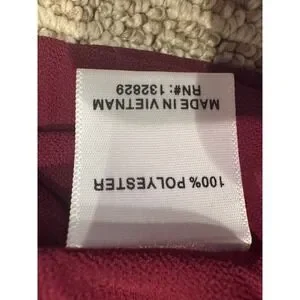 100% POLYESTER
MADE IN VIETNAM
RN#: 132829